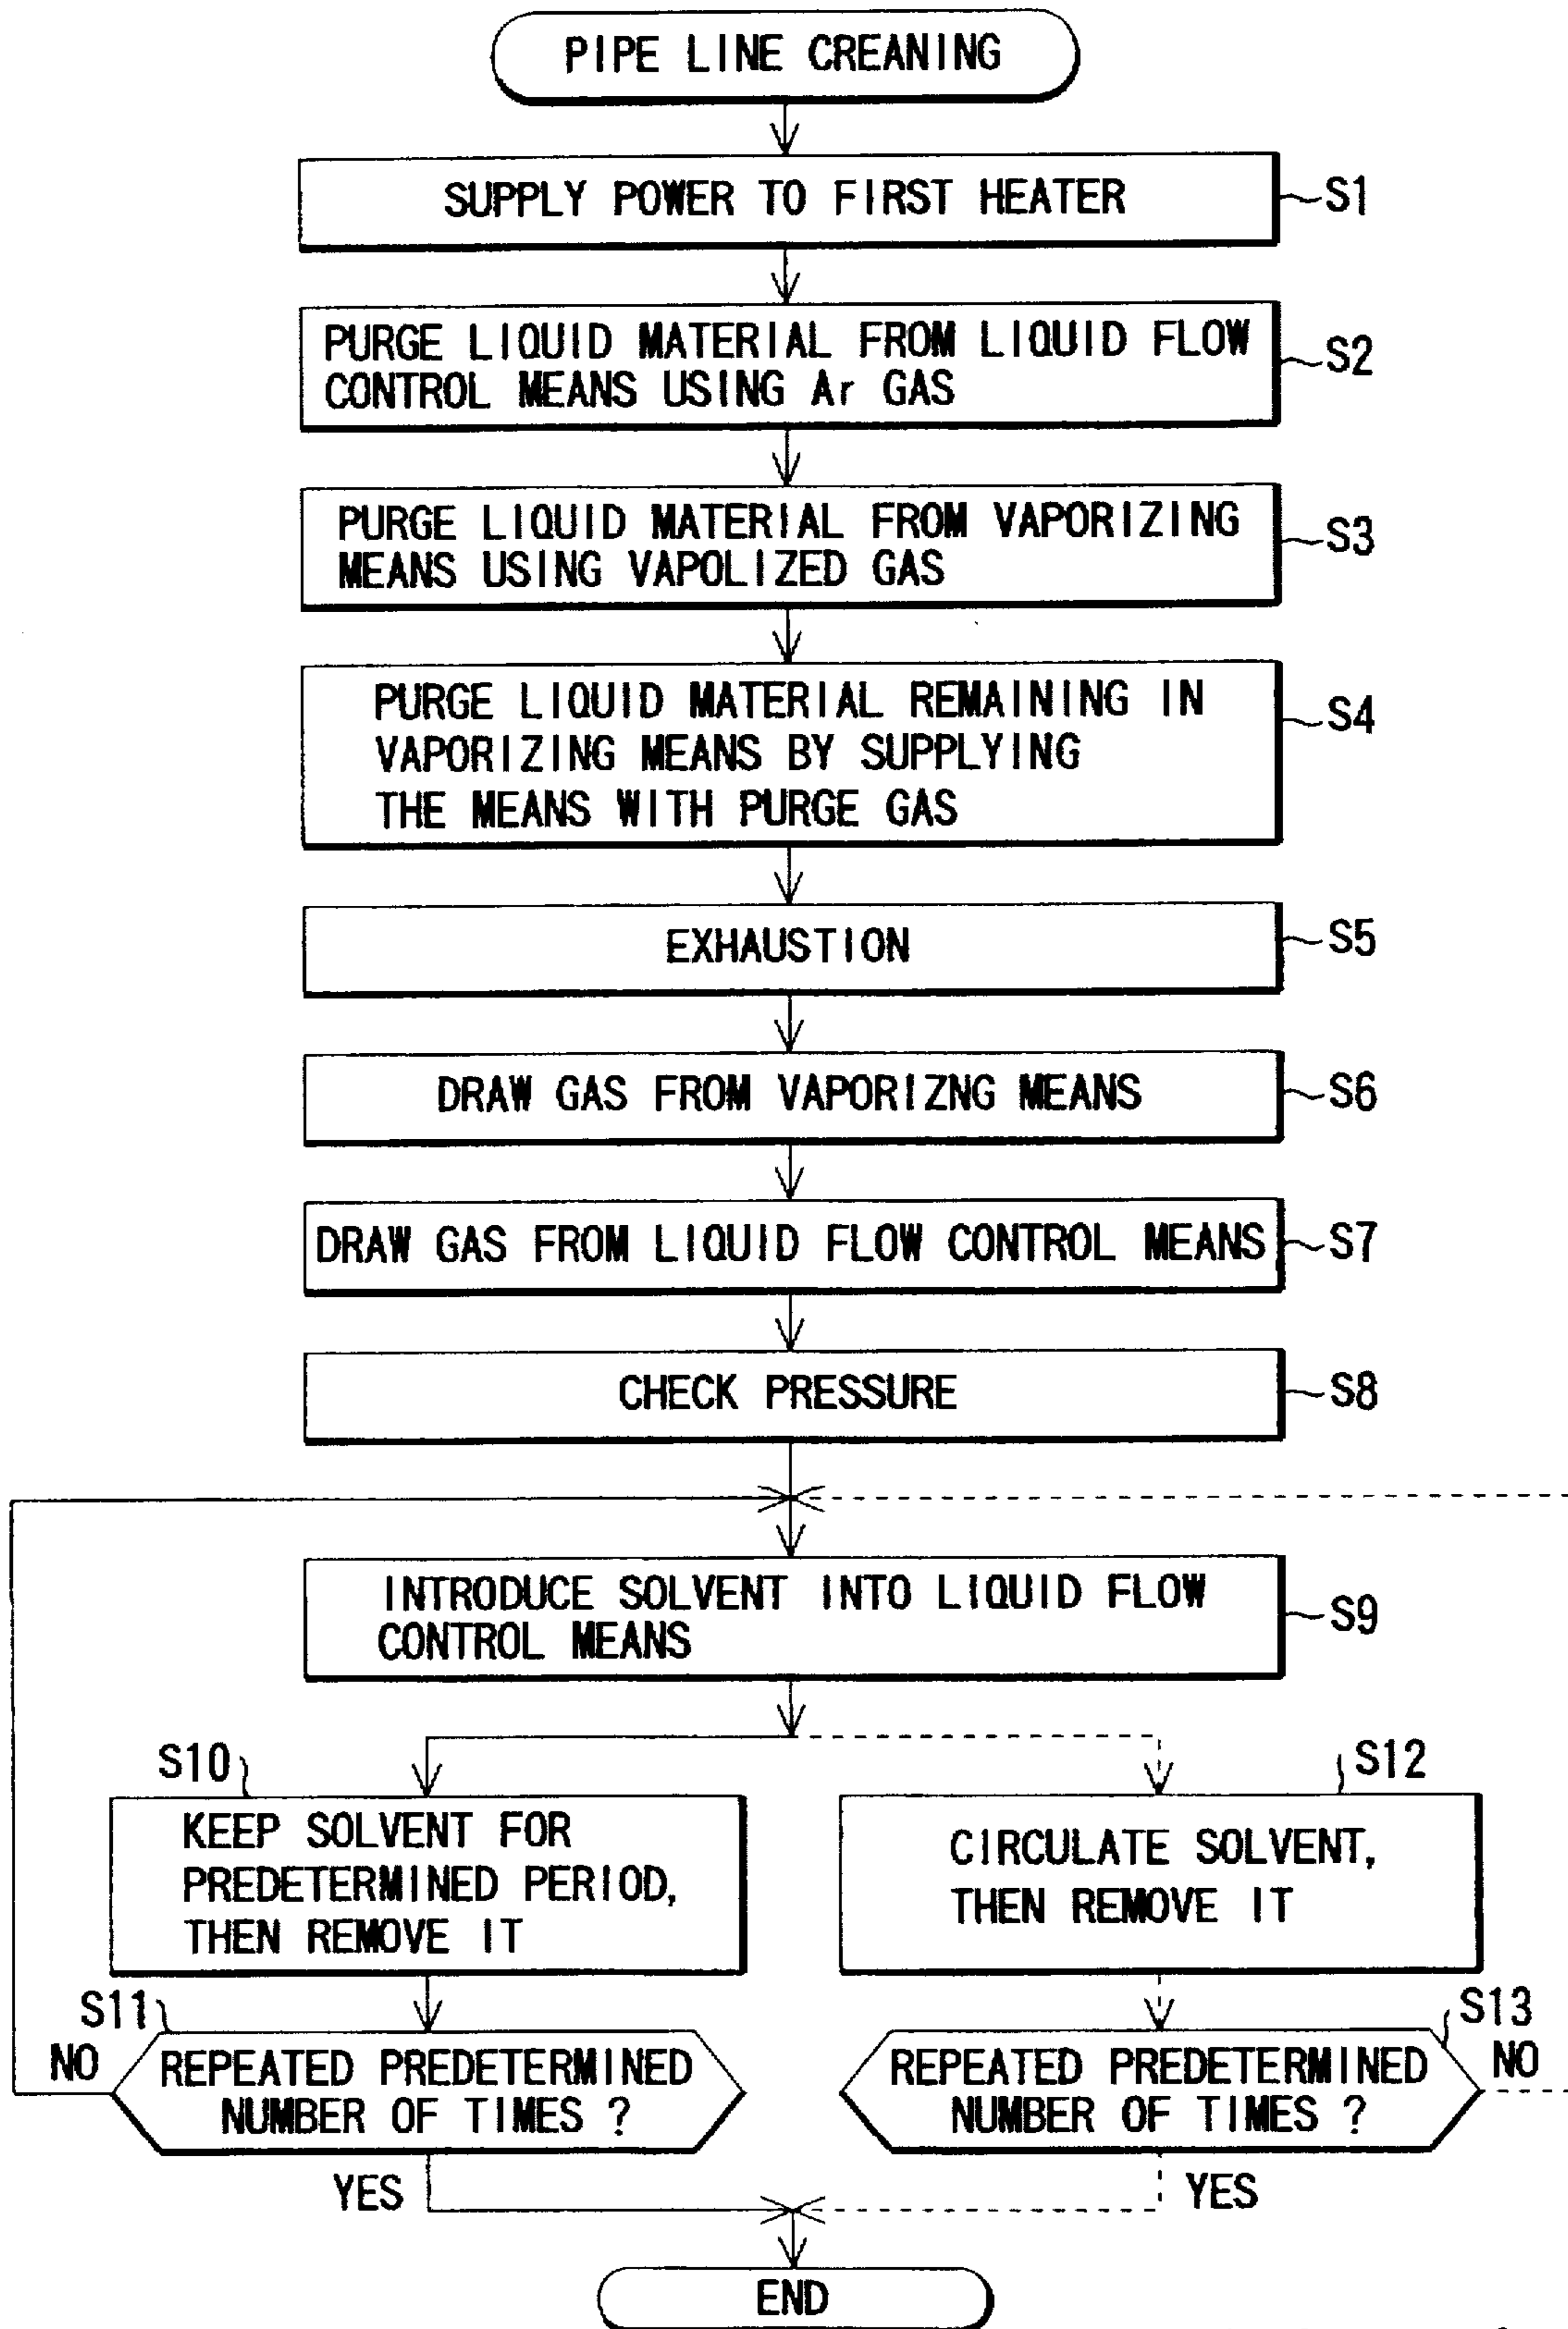 PIPE LINE CREANING
SUPPLY POWER TO FIRST HEATER
S1
PURGE LIQUID MATERIAL FROM LIQUID FLOW
CONTROL MEANS USING Ar GAS
S2
PURGE LIQUID MATERIAL FROM VAPORIZING
MEANS USING VAPOLIZED GAS
S3
PURGE LIQUID MATERIAL REMAINING IN
VAPORIZING MEANS BY SUPPLYING
THE MEANS WITH PURGE GAS
S4
EXHAUSTION
S5
DRAW GAS FROM VAPORIZNG MEANS
S6
DRAW GAS FROM LIQUID FLOW CONTROL MEANS
S7
CHECK PRESSURE
S8
INTRODUCE SOLVENT INTO LIQUID FLOW
CONTROL MEANS
S9
S10
KEEP SOLVENT FOR
PREDETERMINED PERIOD,
THEN REMOVE IT
S12
CIRCULATE SOLVENT,
THEN REMOVE IT
S11
NO
REPEATED PREDETERMINED
NUMBER OF TIMES ?
YES
S13
NO
REPEATED PREDETERMINED
NUMBER OF TIMES ?
YES
END